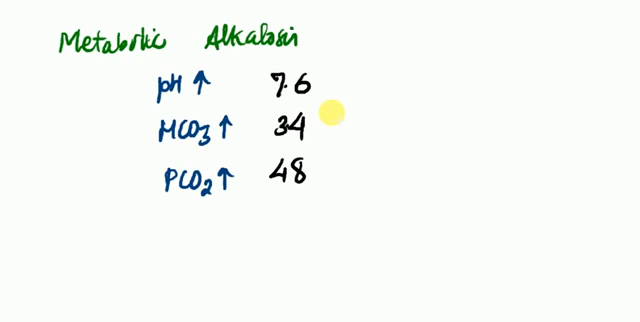 Metabolic Alkalosis
pH ↑ 7.6
HCO3 ↑ 34
PCO2 ↑ 48